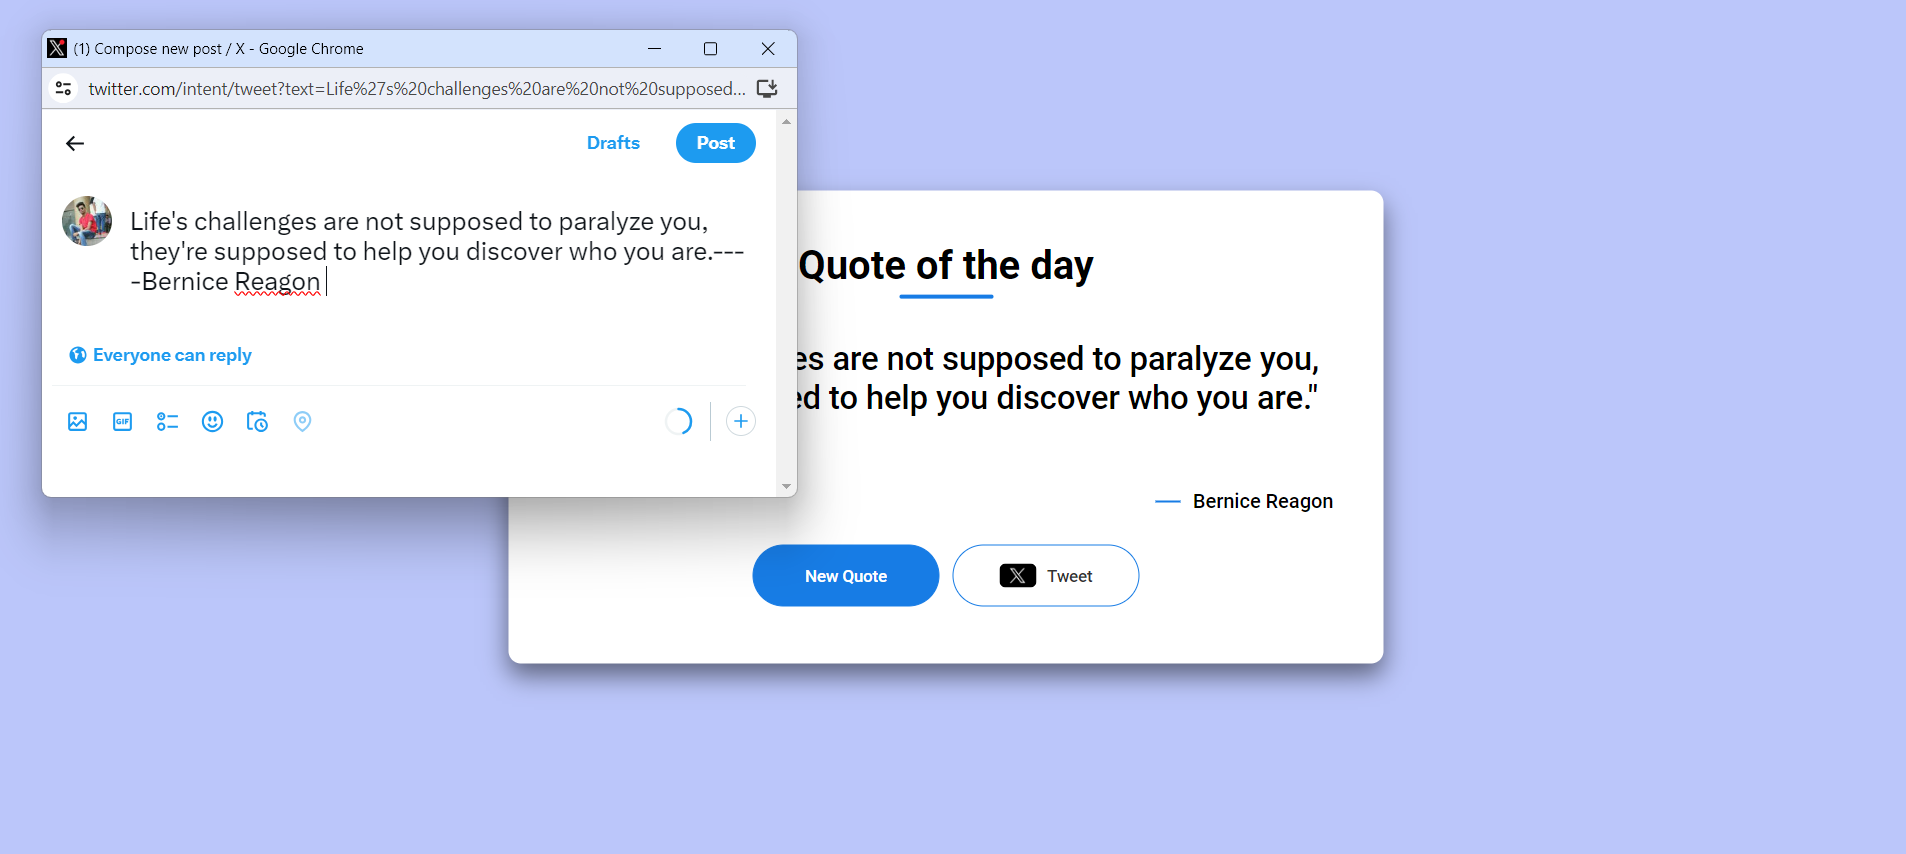 (1) Compose new post / X - Google Chrome
twitter.com/intent/tweet?text=Life%27s%20challenges%20are%20not%20supposed...
Drafts
Post
Life's challenges are not supposed to paralyze you,
they're supposed to help you discover who you are.---
-Bernice Reagon
Everyone can reply
GIF
Quote of the day
es are not supposed to paralyze you,
ed to help you discover who you are."
Bernice Reagon
New Quote
Tweet